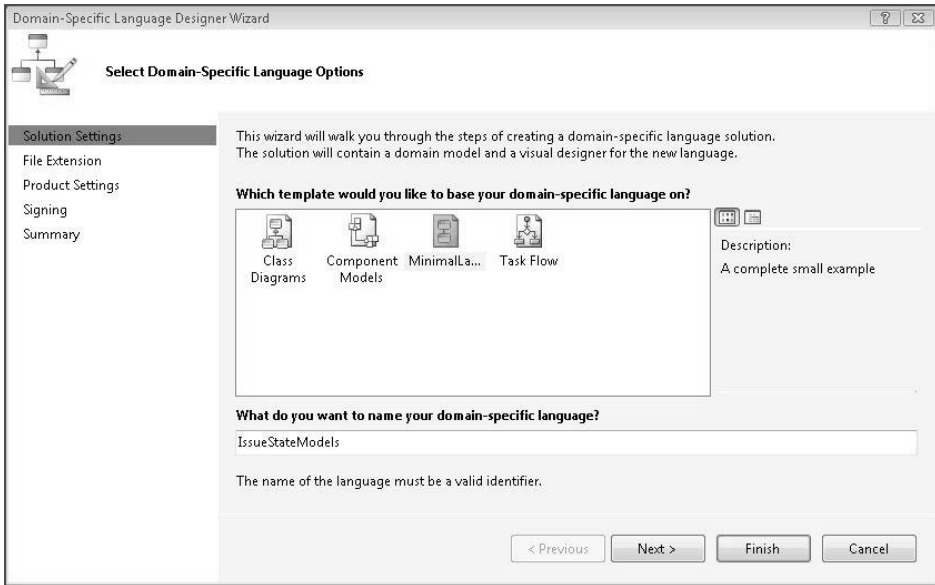 Domain-Specific Language Designer Wizard
Select Domain-Specific Language Options
Solution Settings
File Extension
Product Settings
Signing
Summary
This wizard will walk you through the steps of creating a domain-specific language solution.
The solution will contain a domain model and a visual designer for the new language.
Which template would you like to base your domain-specific language on?
Class
Diagrams
Component
Models
MinimalLa...
Task Flow
Description:
A complete small example
What do you want to name your domain-specific language?
IssueStateModels
The name of the language must be a valid identifier.
< Previous
Next >
Finish
Cancel